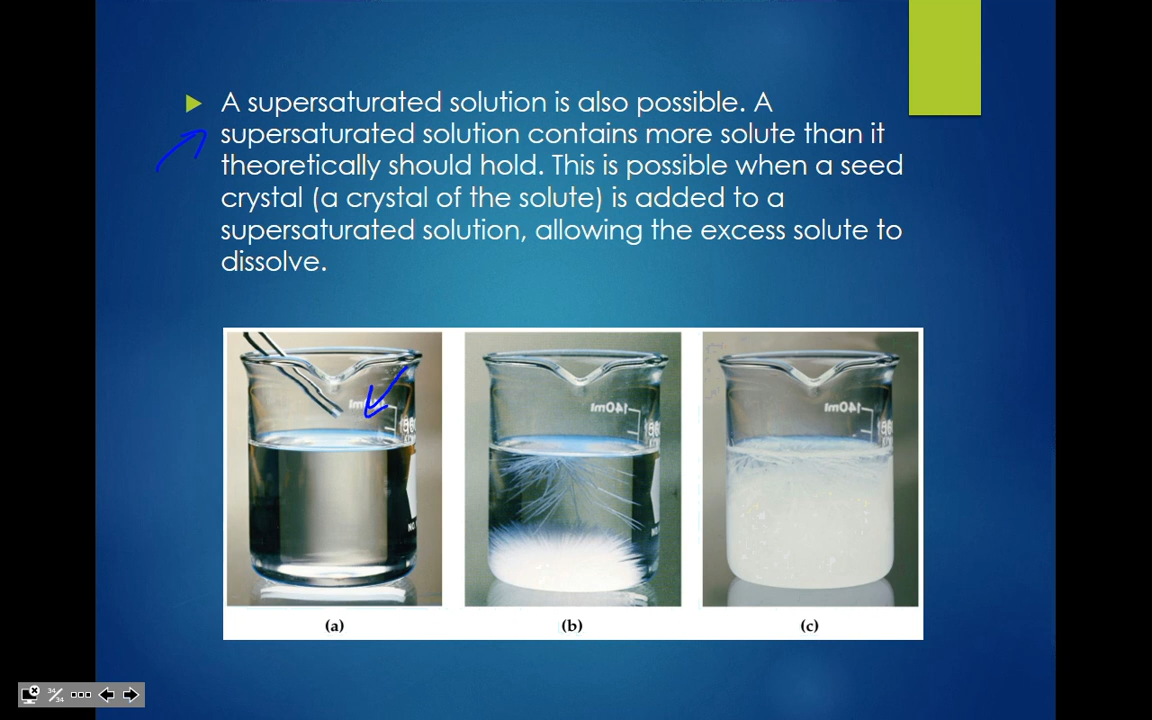 A supersaturated solution is also possible. A
supersaturated solution contains more solute than it
theoretically should hold. This is possible when a seed
crystal (a crystal of the solute) is added to a
supersaturated solution, allowing the excess solute to
dissolve.
140ml
140ml
(a)
(b)
(c)
34/34